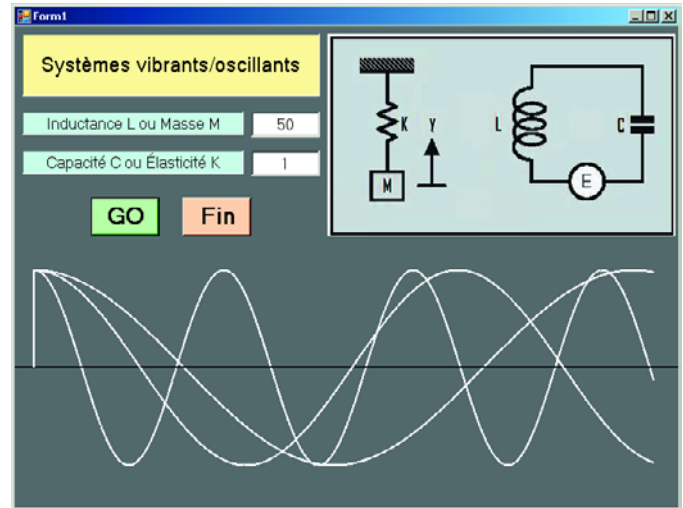 Form1
Systèmes vibrants/oscillants
Inductance L ou Masse M 50
Capacité C ou Élasticité K 1
GO Fin
K Y L C
M E